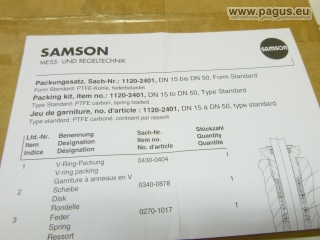 www.pagus.eu
SAMSON
MESS- UND REGELTECHNIK
SAMSON
Packungssatz, Sach-Nr.: 1120-2401, DN 15 bis DN 50, Form Standard
Form Standard: PTFE-Kohle, federbelastet
Packing kit, item no.: 1120-2401, DN 15 to DN 50, Type Standard
Type Standard: PTFE carbon, spring loaded
Jeu de garniture, no. d'article : 1120-2401, DN 15 à DN 50, type standard
Type standard: PTFE carboné, contraint par ressort
Lfd.-Nr. Benennung Sach-Nr. Stückzahl
Item Designation Item no. Quantity
Indice Désignation No. d'article Quantité
1 V-Ring-Packung 0430-0404 1
V-ring packing
Garniture à anneaux en V
2 Scheibe 0340-0878 1
Disk
Rondelle
3 Feder 0270-1017 1
Spring
Ressort